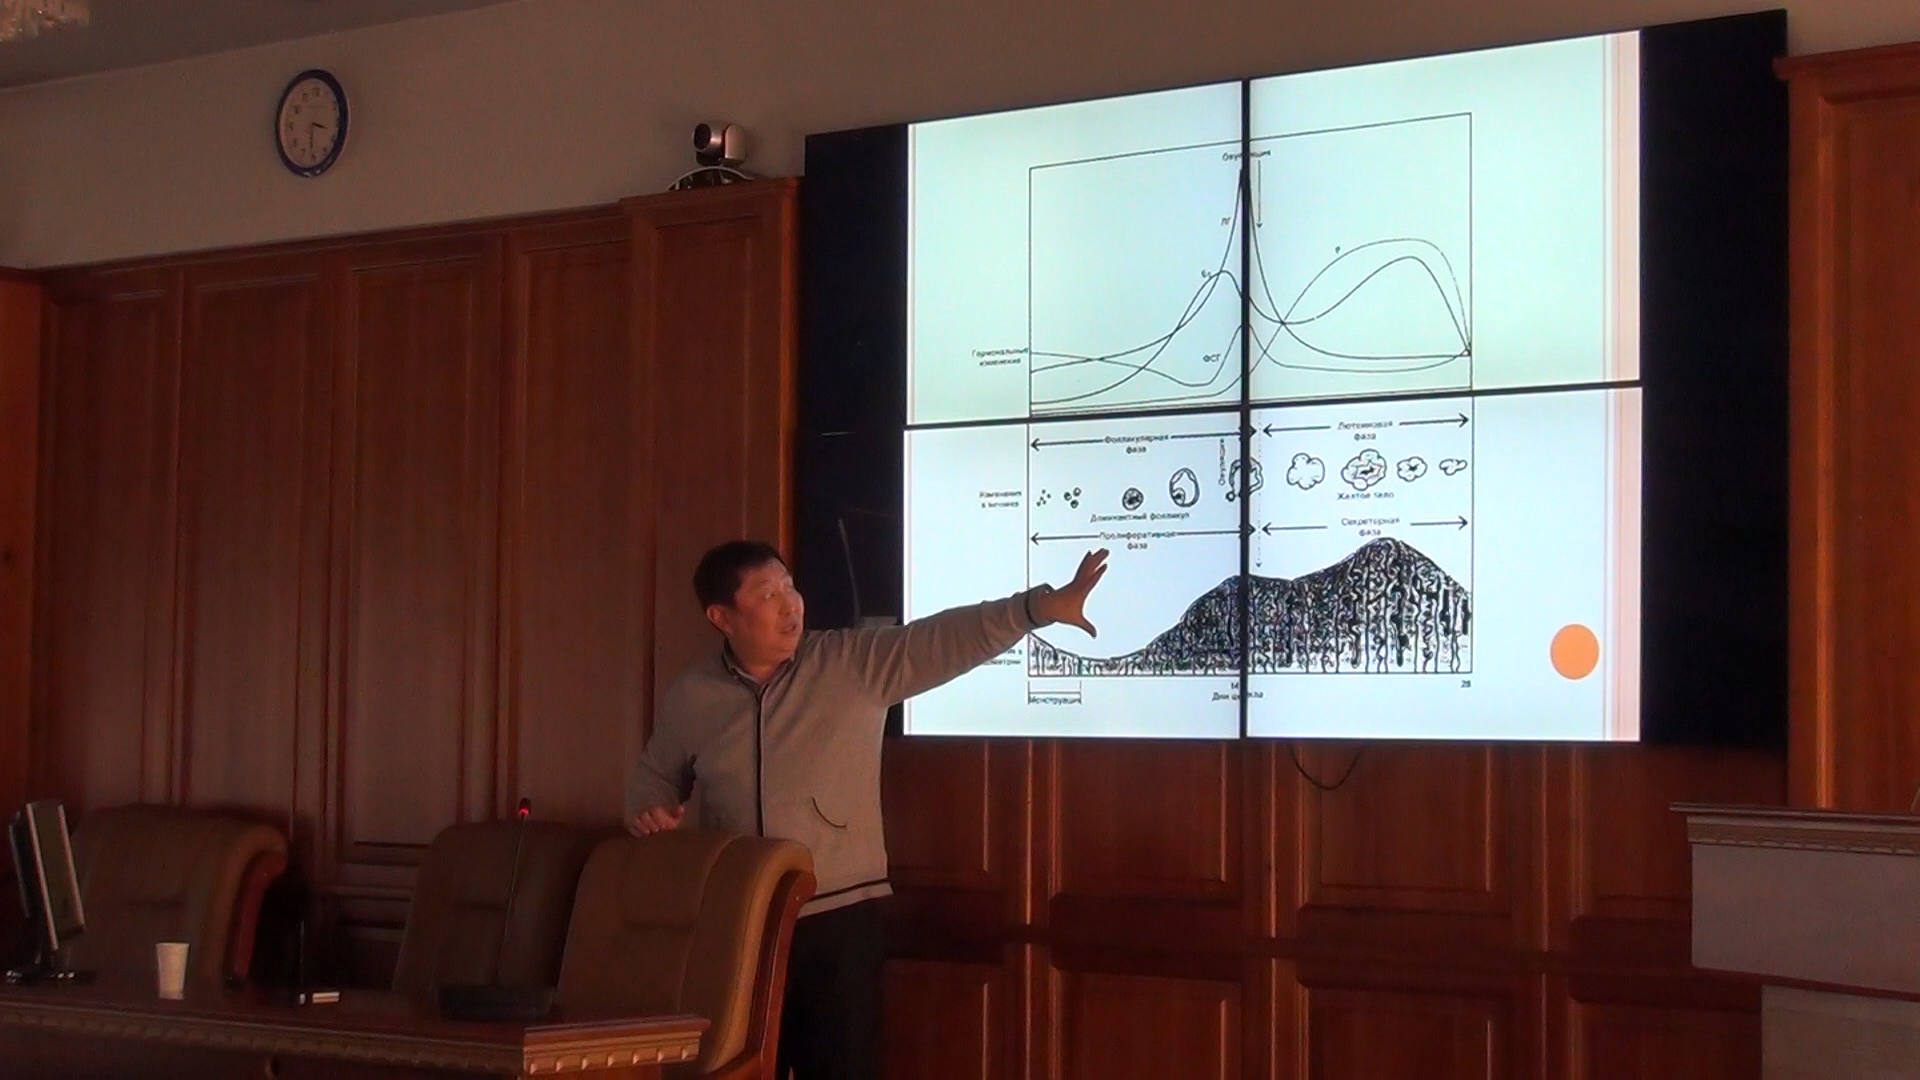 Овуляция
ЛГ
P
E₂
Гормональные
изменения
ФСГ
Фолликулярная
фаза
Лютеиновая
фаза
Овуляция
Изменения
в яичнике
Желтое тело
Доминантный фолликул
Пролиферативная
фаза
Секреторная
фаза
14
28
Дни цикла
Менструация